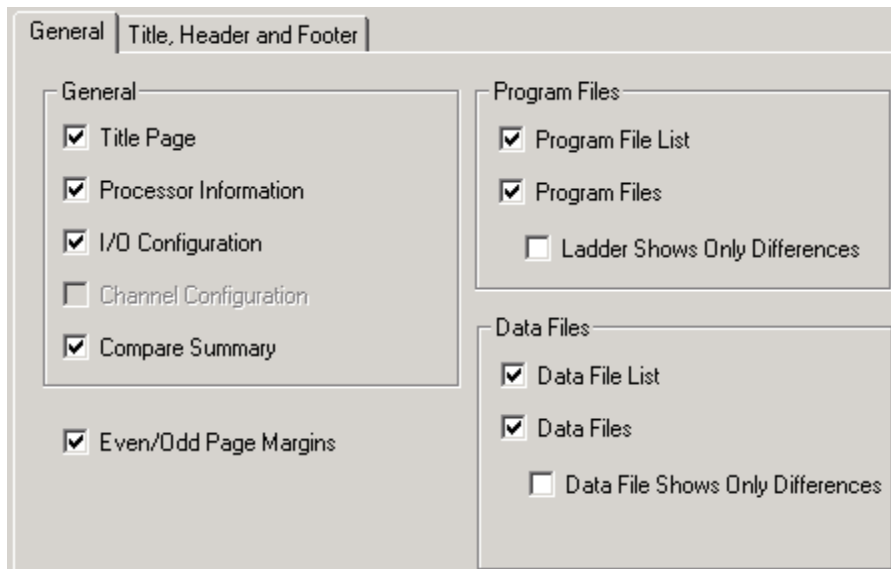 General
Title, Header and Footer
General
Title Page
Processor Information
I/O Configuration
Channel Configuration
Compare Summary
Even/Odd Page Margins
Program Files
Program File List
Program Files
Ladder Shows Only Differences
Data Files
Data File List
Data Files
Data File Shows Only Differences